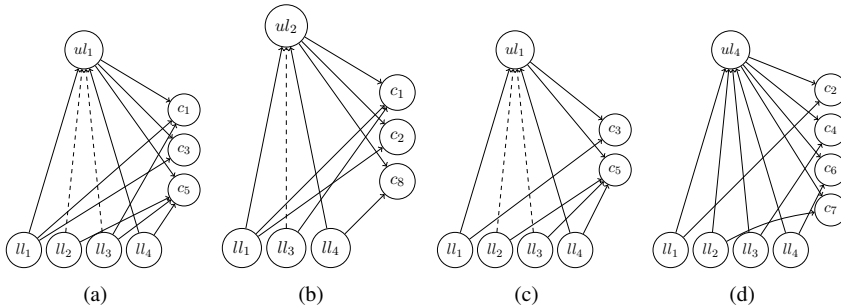 ul1
c1
c3
c5
ll1 ll2 ll3 ll4
(a)
ul2
c1
c2
c8
ll1 ll3 ll4
(b)
ul1
c3
c5
ll1 ll2 ll3 ll4
(c)
ul4
c2
c4
c6
c7
ll1 ll2 ll3 ll4
(d)